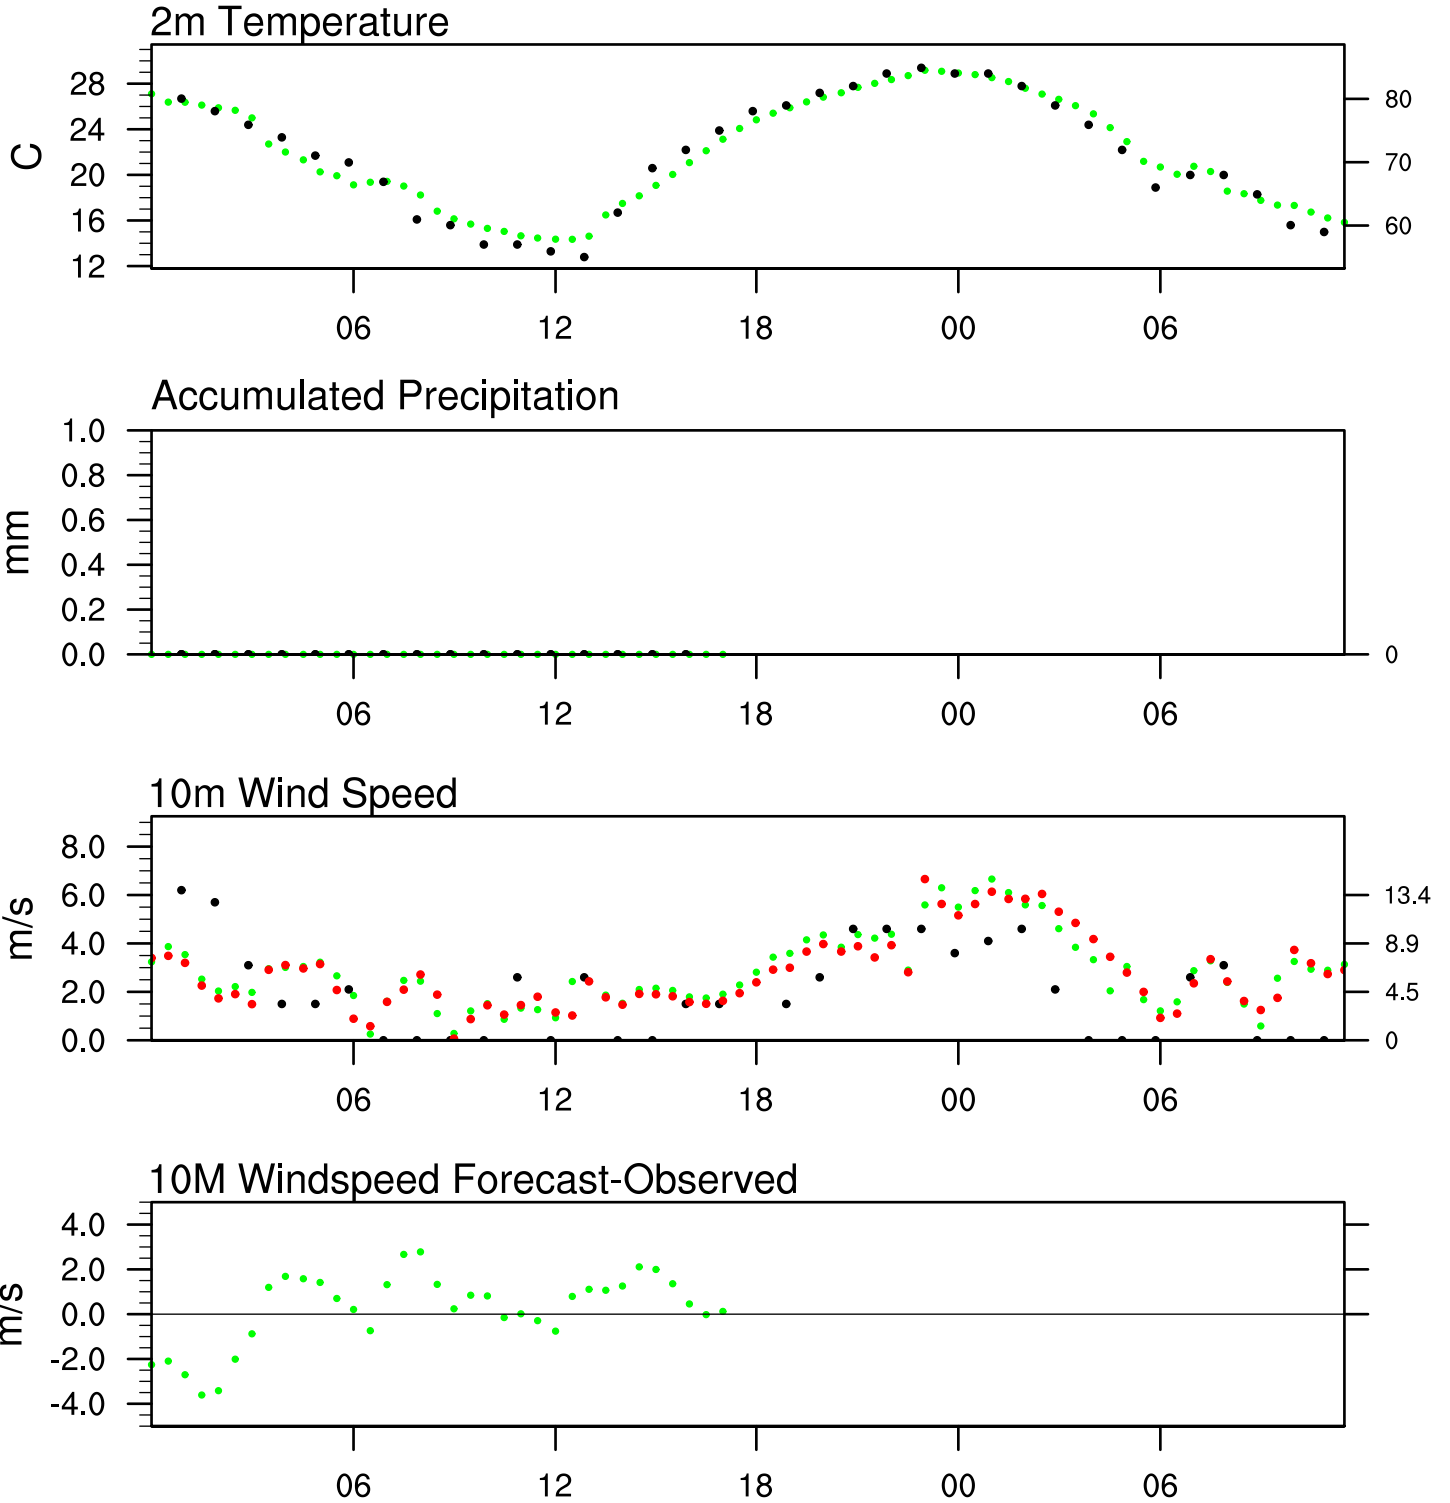 2m Temperature
C
28
24
20
16
12
80
70
60
06 12 18 00 06
Accumulated Precipitation
mm
1.0
0.8
0.6
0.4
0.2
0.0
0
06 12 18 00 06
10m Wind Speed
m/s
8.0
6.0
4.0
2.0
0.0
13.4
8.9
4.5
0
06 12 18 00 06
10M Windspeed Forecast-Observed
m/s
4.0
2.0
0.0
-2.0
-4.0
06 12 18 00 06